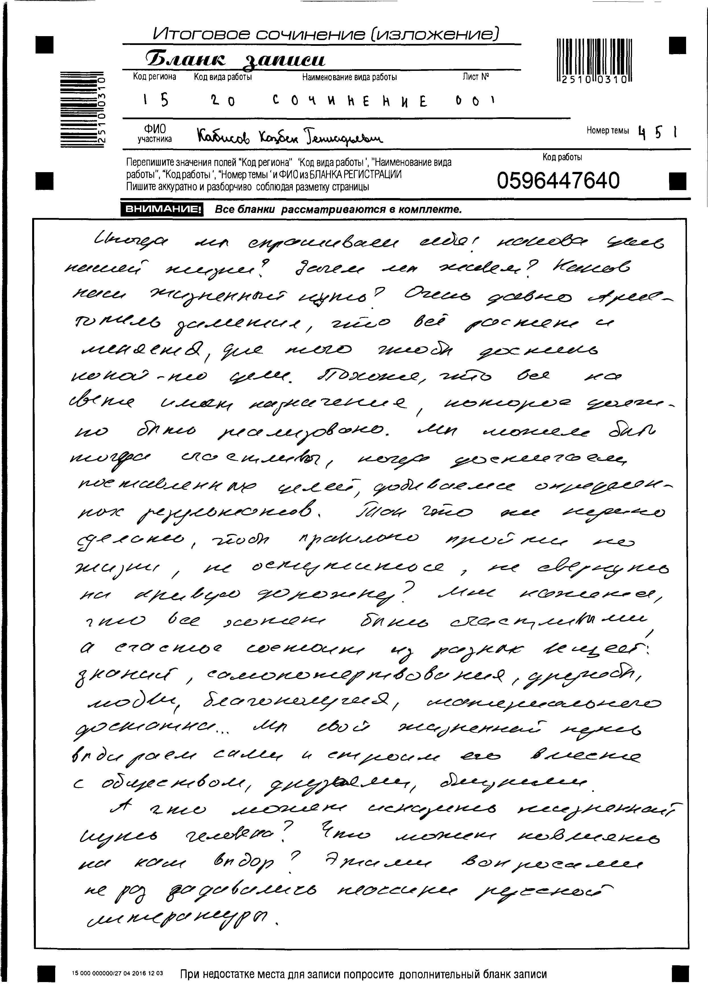 Итоговое сочинение (изложение)
Бланк записи
Код региона Код вида работы Наименование вида работы Лист №
15 20 СОЧИНЕНИЕ 001
2510 0310
2510 0310
ФИО участника Кабисов Казбек Геннадьевич
Номер темы 451
Перепишите значения полей "Код региона" "Код вида работы", "Наименование вида
работы", "Код работы", "Номер темы" и ФИО из БЛАНКА РЕГИСТРАЦИИ
Пишите аккуратно и разборчиво соблюдая разметку страницы
Код работы
0596447640
ВНИМАНИЕ! Все бланки рассматриваются в комплекте.
Иногда мы спрашиваем себя: какова цель
нашей жизни? Зачем мы живем? Каков
наш жизненный путь? Очень давно Арис-
тотель заметил, что всё растет и
меняется, для того чтобы достичь
какой-то цели. Похоже, что все на
свете имеет назначение, которое долж-
но быть реализовано. Мы можем быть
тогда счастливы, когда достигаем
поставленных целей, добиваемся определен-
ных результатов. Так что же нужно
сделать, чтобы правильно пройти по
жизни, не оступиться, не свернуть
на кривую дорожку? Мне кажется,
что все хотят быть счастливыми,
а счастье состоит из разных вещей:
знаний, самопожертвования, дружбы,
любви, благополучия, материального
достатка... Мы свой жизненный путь
выбираем сами и строим его вместе
с обществом, друзьями, близкими.
А что может исказить жизненный
путь человека? Что может повлиять
на наш выбор? Этими вопросами
не раз задавались классики русской
литературы.
15 000 000000/27 04 2016 12 03 При недостатке места для записи попросите дополнительный бланк записи